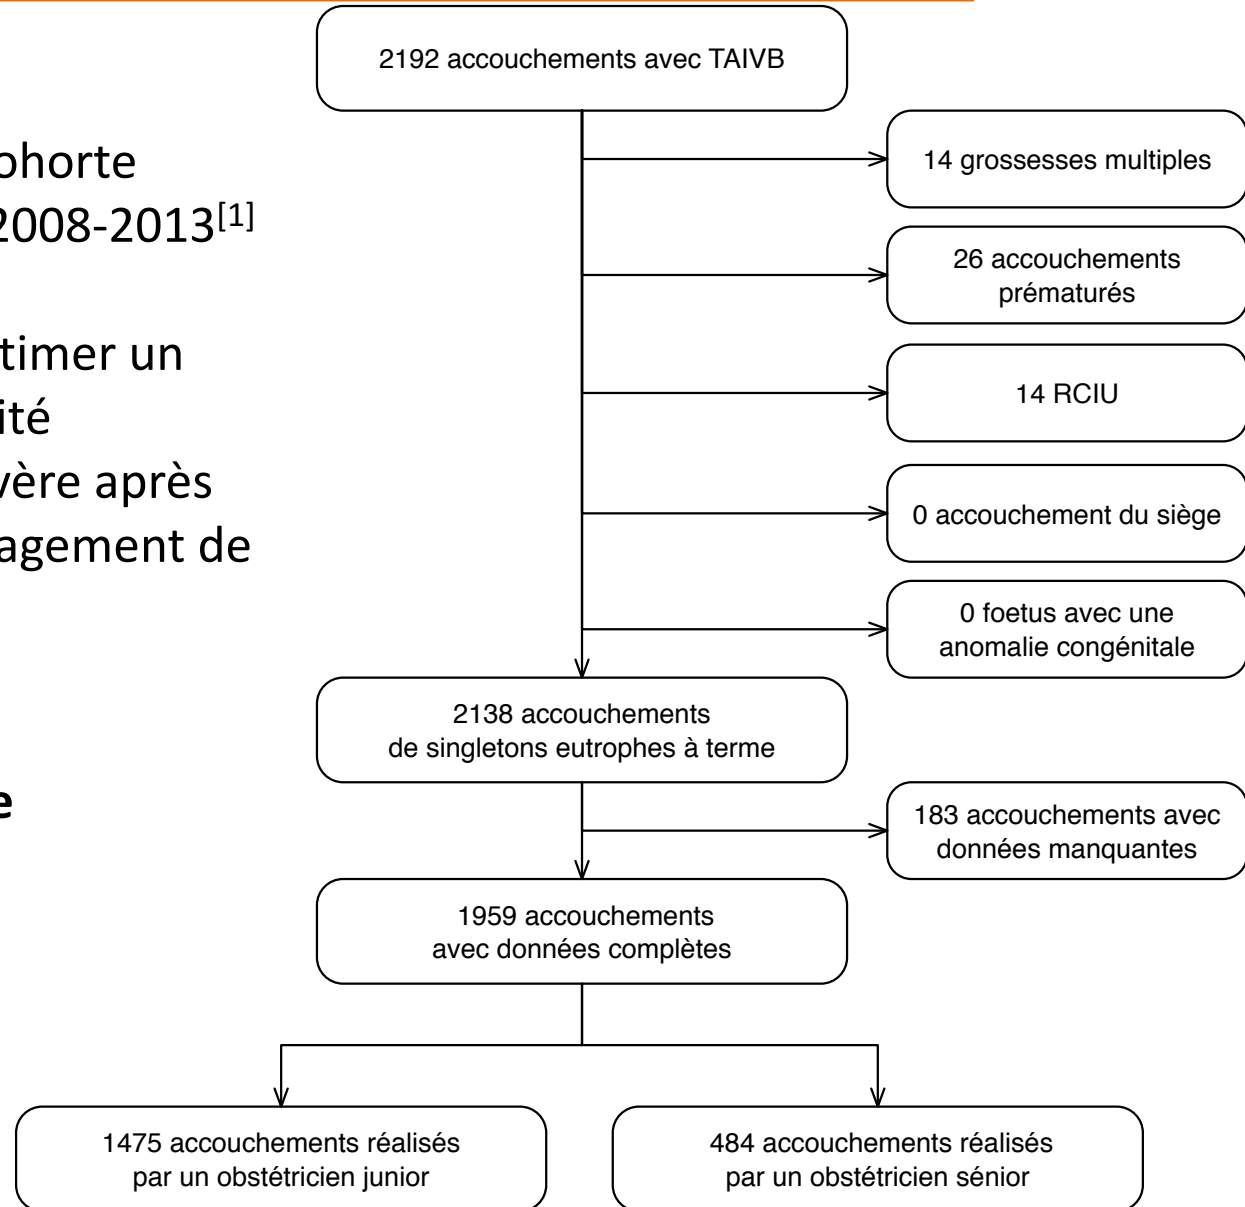 ohorte
2008-2013[1]
timer un
ité
vère après
agement de
e
2192 accouchements avec TAIVB
14 grossesses multiples
26 accouchements
prématurés
14 RCIU
0 accouchement du siège
0 foetus avec une
anomalie congénitale
2138 accouchements
de singletons eutrophes à terme
183 accouchements avec
données manquantes
1959 accouchements
avec données complètes
1475 accouchements réalisés
par un obstétricien junior
484 accouchements réalisés
par un obstétricien sénior